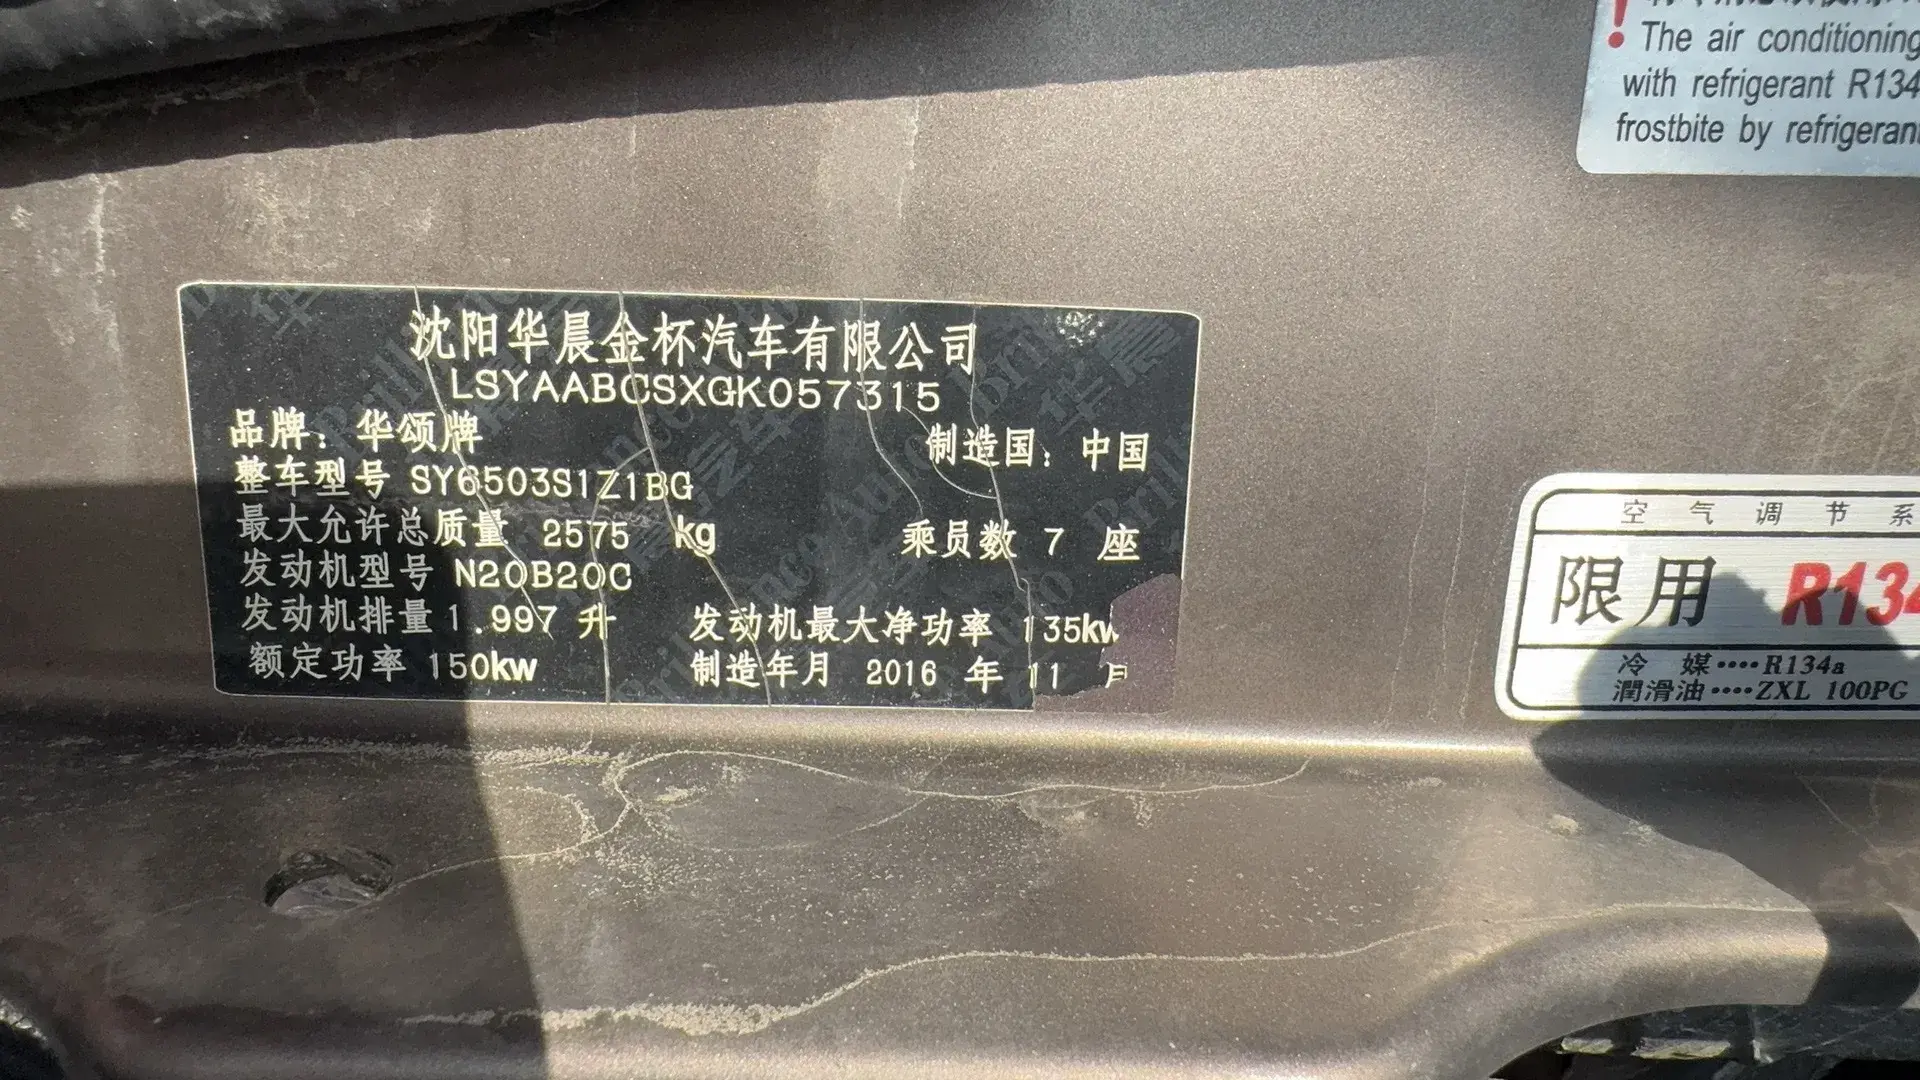 The air conditioning
with refrigerant R134
frostbite by refrigeran
沈阳华晨金杯汽车有限公司
LSYAABCSXGK057315
品牌：华颂牌 制造国：中国
整车型号 SY6503S1Z1BG
最大允许总质量 2575 kg 乘员数 7 座
发动机型号 N20B20C
发动机排量 1.997 升 发动机最大净功率 135kw
额定功率 150kw 制造年月 2016 年 11 月
空气调节系
限用 R134
冷媒····R134a
潤滑油····ZXL 100PG